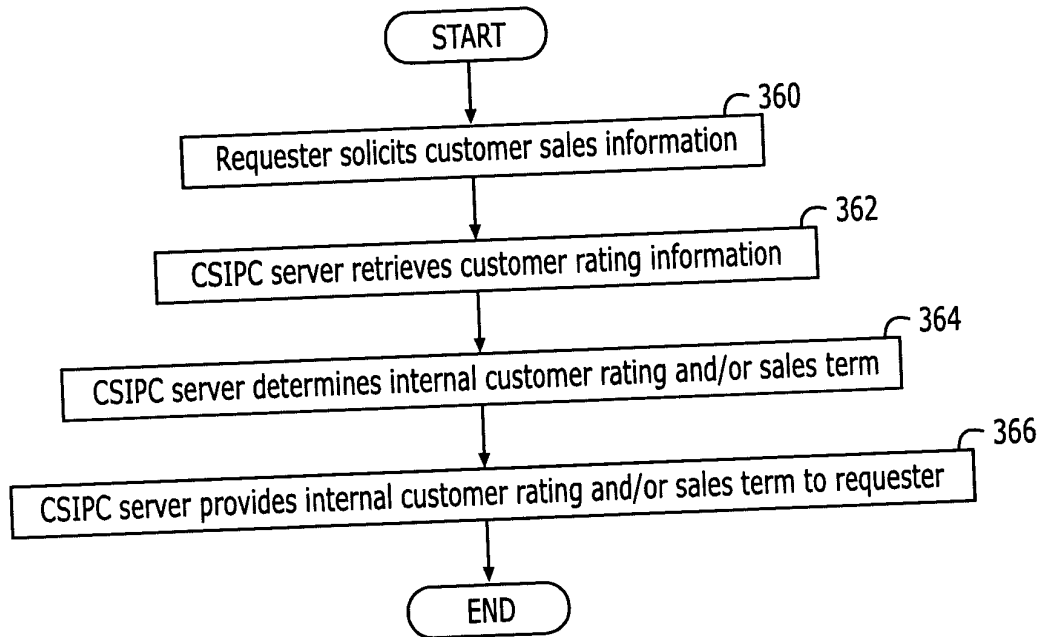 START
360
Requester solicits customer sales information
362
CSIPC server retrieves customer rating information
364
CSIPC server determines internal customer rating and/or sales term
366
CSIPC server provides internal customer rating and/or sales term to requester
END